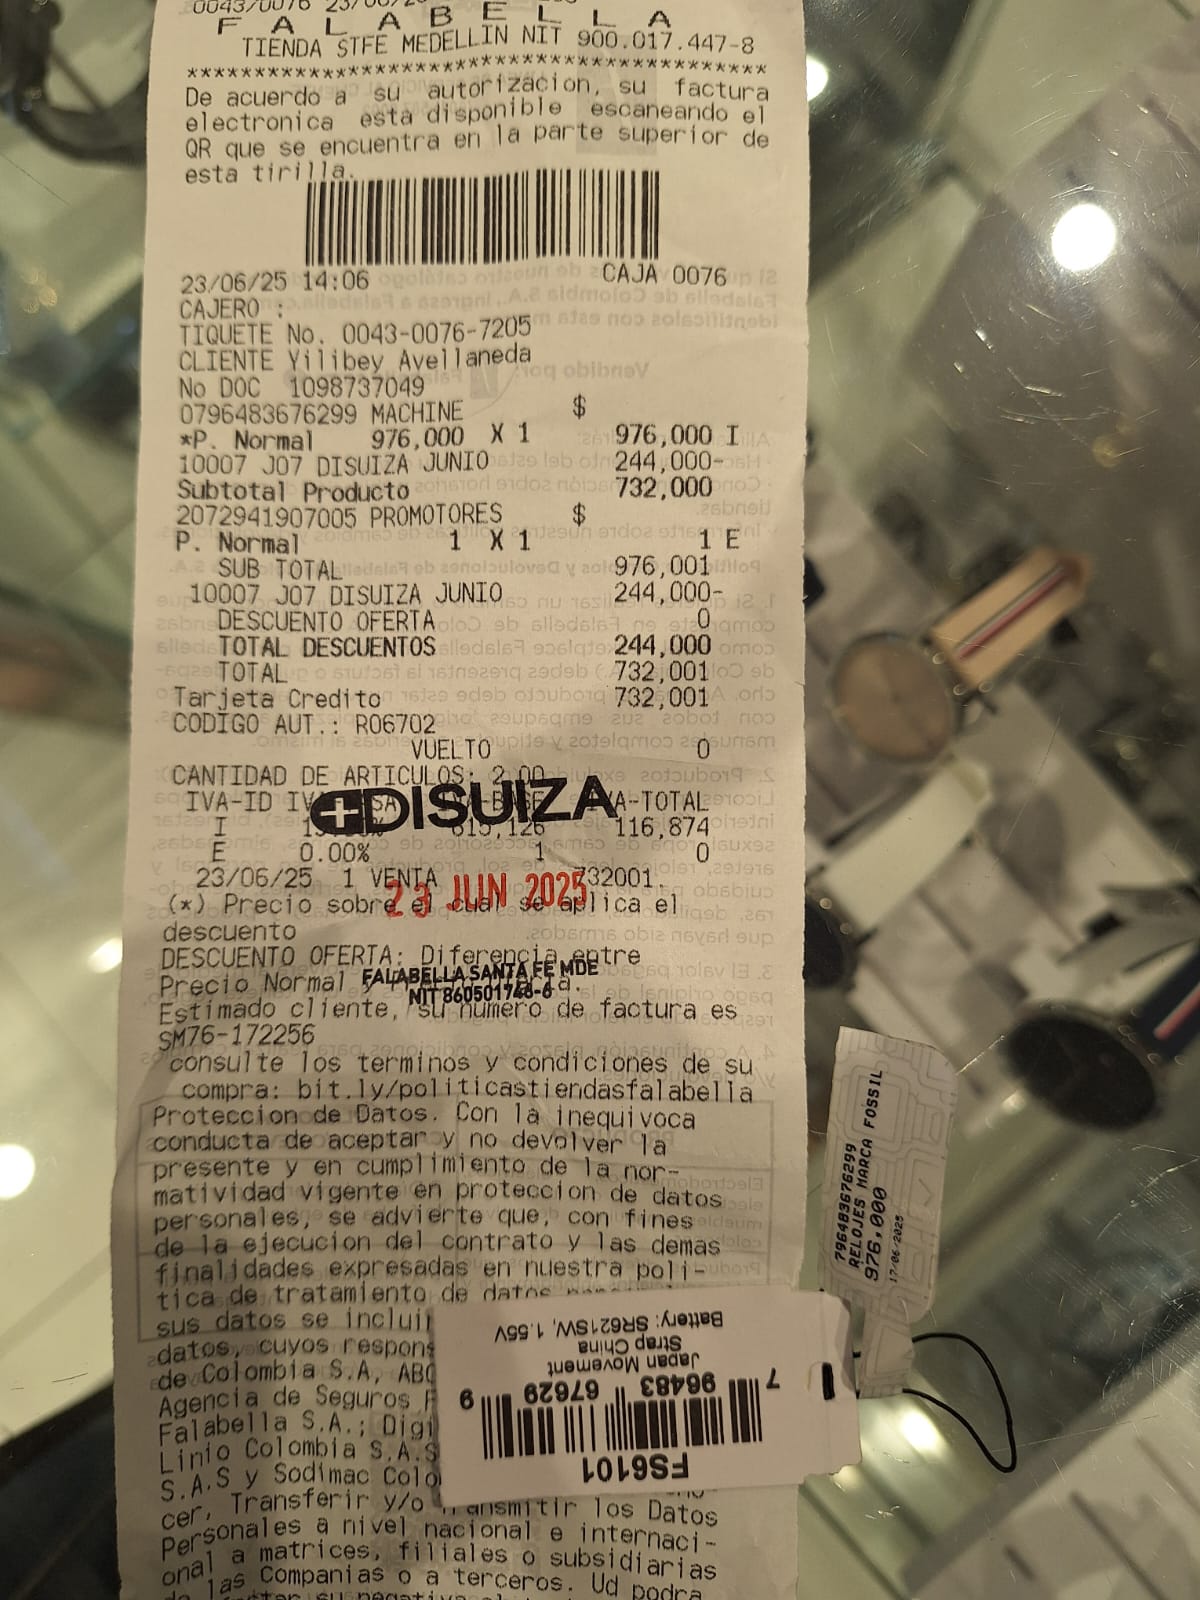 F A L A B E L L A
TIENDA STFE MEDELLIN NIT 900.017.447-8
************************************************
De acuerdo a su autorizacion, su factura
electronica esta disponible escaneando el
QR que se encuentra en la parte superior de
esta tirilla.
23/06/25 14:06 CAJA 0076
CAJERO :
TIQUETE No. 0043-0076-7205
CLIENTE Yilibey Avellaneda
No DOC 1098737049
0796483676299 MACHINE $
*P. Normal 976,000 X 1 976,000 I
10007 J07 DISUIZA JUNIO 244,000-
Subtotal Producto 732,000
2072941907005 PROMOTORES $
P. Normal 1 X 1 1 E
SUB TOTAL 976,001
10007 J07 DISUIZA JUNIO 244,000-
DESCUENTO OFERTA 0
TOTAL DESCUENTOS 244,000
TOTAL 732,001
Tarjeta Credito 732,001
CODIGO AUT.: R06702
VUELTO 0
CANTIDAD DE ARTICULOS: 2.00
IVA-ID IVA-TOTAL
DISUIZA
I 615,126 116,874
E 0.00% 1 0
23/06/25 1 VENTA 732001.
23 JUN 2025
(*) Precio sobre el cual se aplica el
descuento
DESCUENTO OFERTA: Diferencia entre
Precio Normal
FALABELLA SANTA FE MDE
NIT 860501748-6
Estimado cliente, su numero de factura es
SM76-172256
consulte los terminos y condiciones de su
compra: bit.ly/politicastiendasfalabella
Proteccion de Datos. Con la inequivoca
conducta de aceptar y no devolver la
presente y en cumplimiento de la nor-
matividad vigente en proteccion de datos
personales, se advierte que, con fines
de la ejecucion del contrato y las demas
finalidades expresadas en nuestra poli-
tica de tratamiento de datos
sus datos se
datos, cuyos
de Colombia S.A,
Agencia de Seguros
Falabella S.A.;
Linio Colombia S.A.S
S.A.S y Sodimac
cer, Transferir y/o Transmitir los Datos
Personales a nivel nacional e internaci-
onal a matrices, filiales o subsidiarias
de las Companias o a terceros. Ud podra
796483676299
RELOJES MARCA FOSSIL
976,000
17/06/2025
FS6101
7 96483 67629 9
Japan Movement
Strap China
Battery: SR621SW, 1.55V